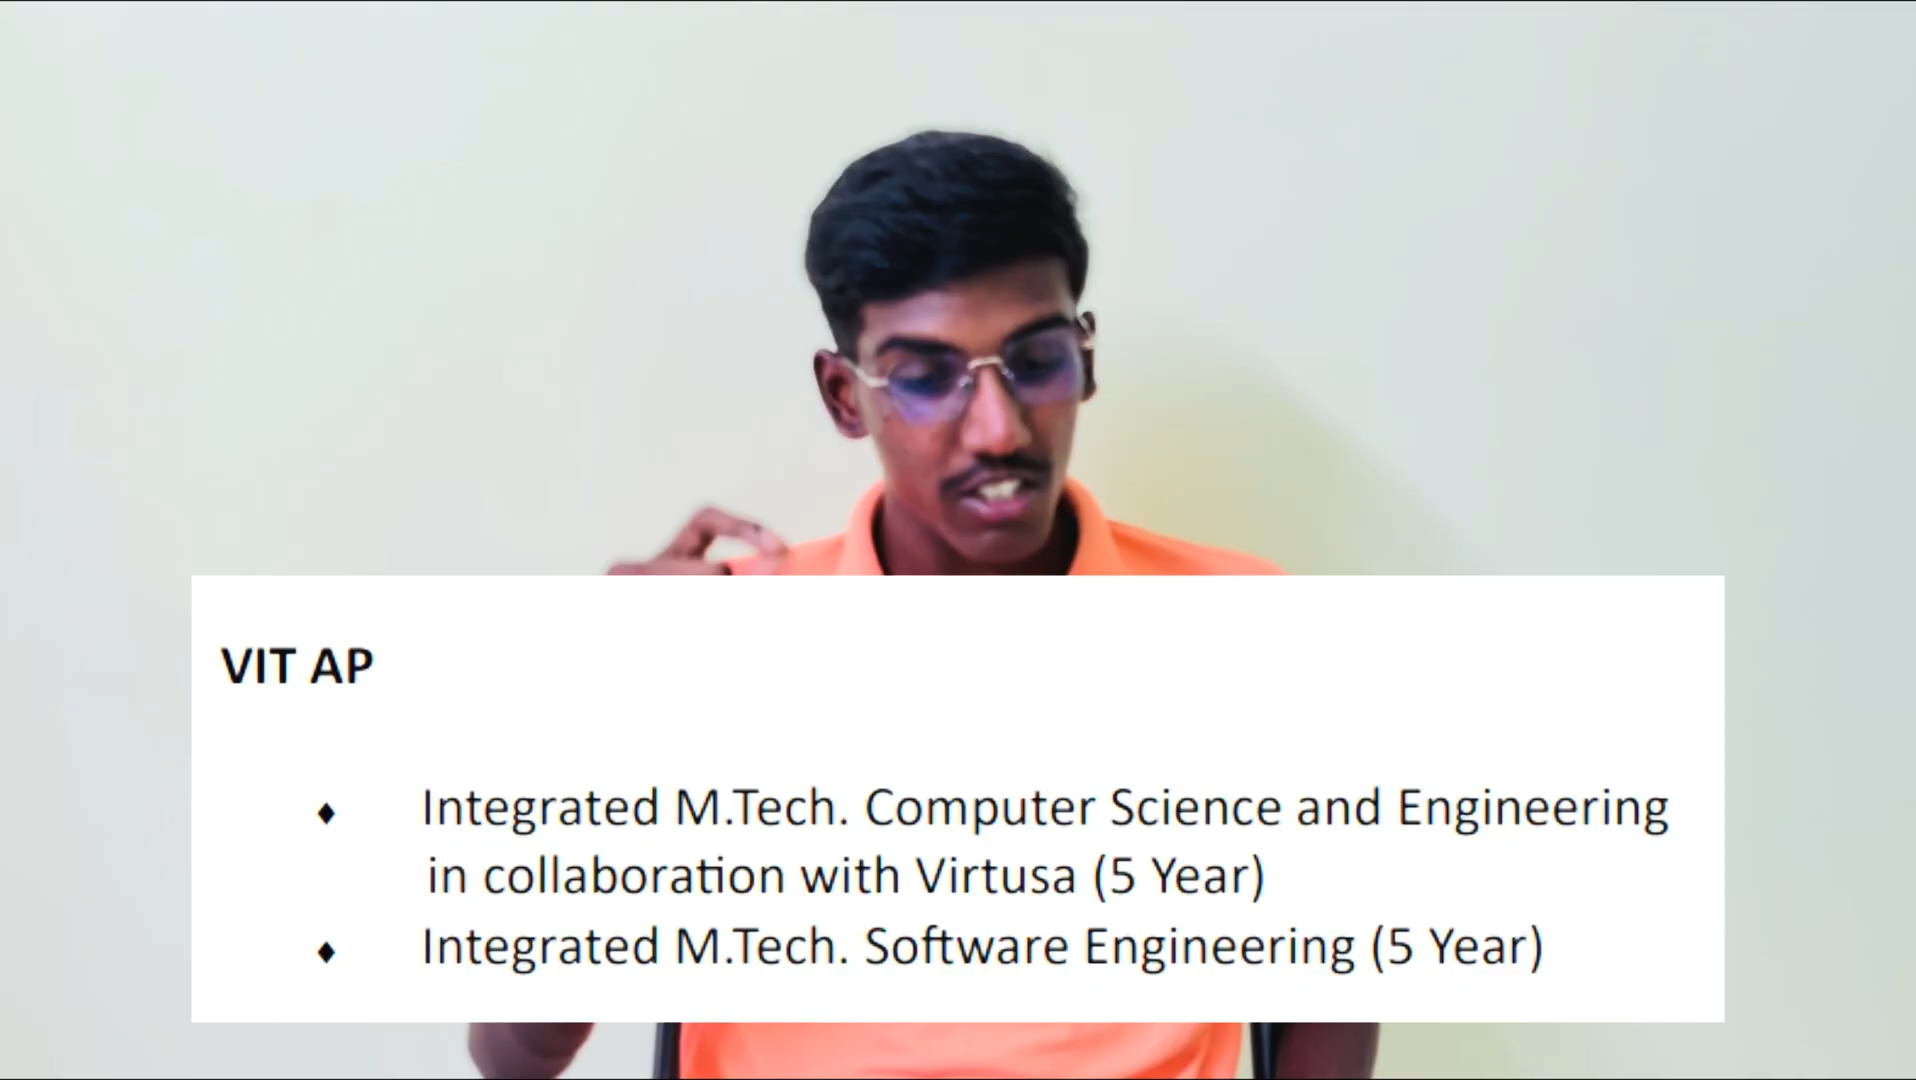 VIT AP
♦ Integrated M.Tech. Computer Science and Engineering
in collaboration with Virtusa (5 Year)
♦ Integrated M.Tech. Software Engineering (5 Year)